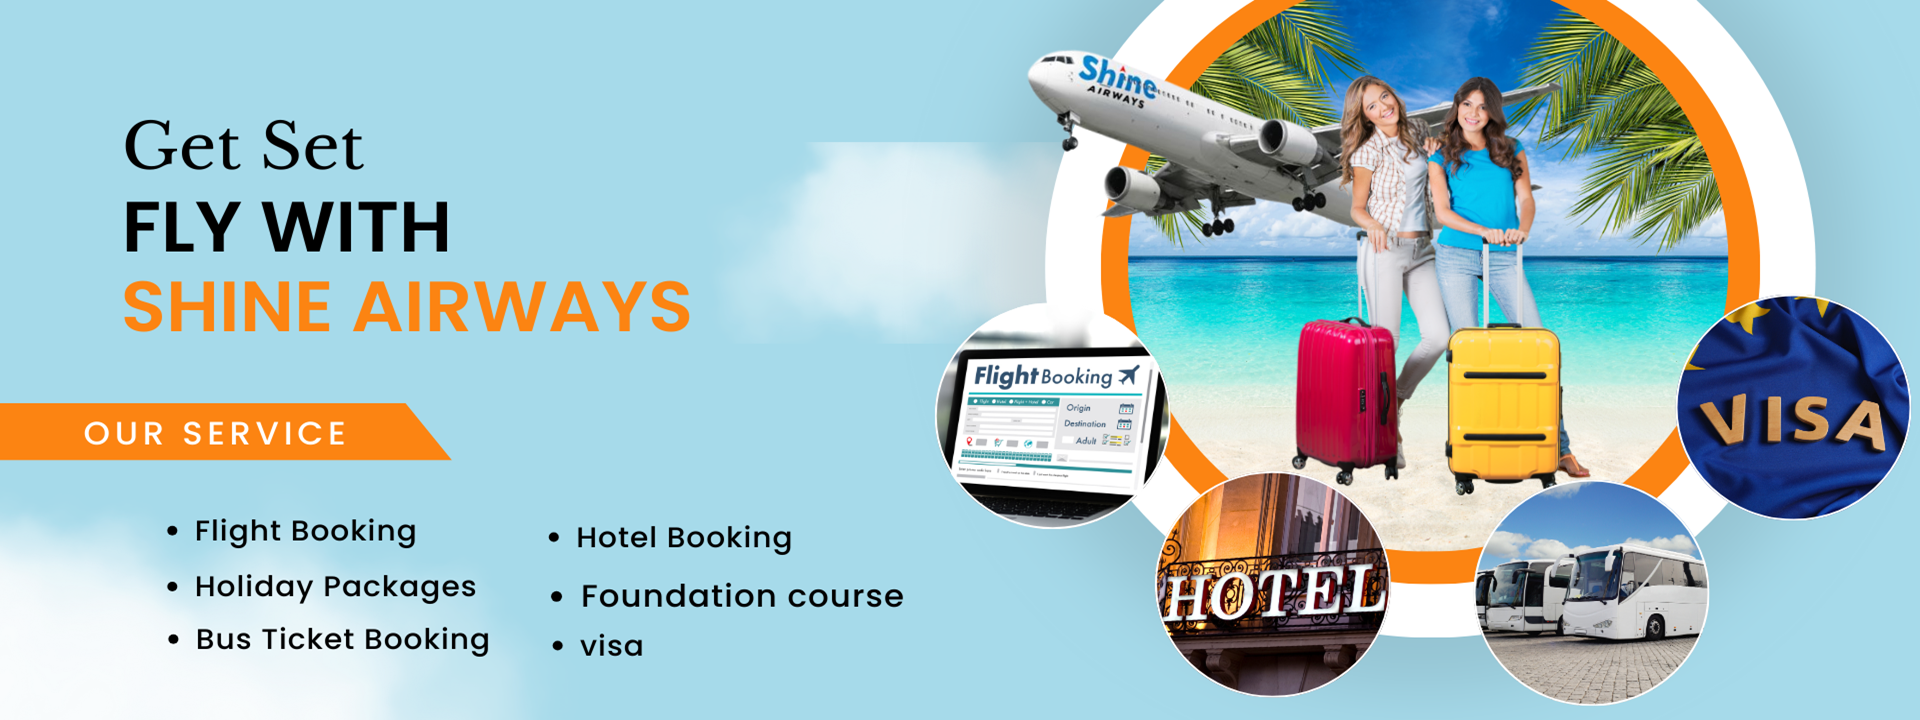 Get Set
FLY WITH
SHINE AIRWAYS
OUR SERVICE
Flight Booking
Holiday Packages
Bus Ticket Booking
Hotel Booking
Foundation course
visa
Shine
AIRWAYS
Flight Booking
Origin
Destination
Adult
HOTEL
VISA